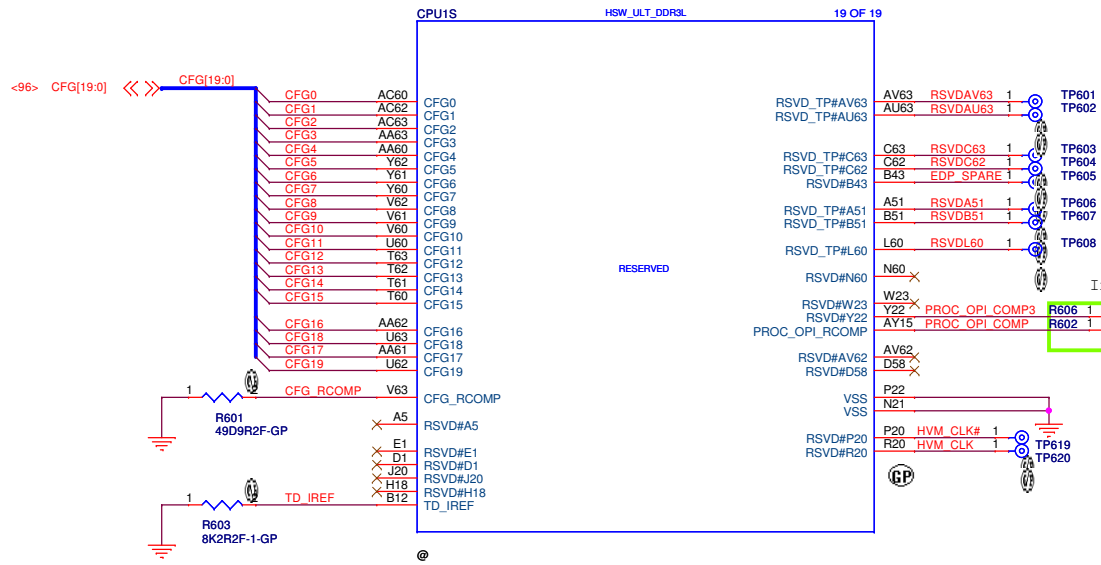 CPU1S HSW_ULT_DDR3L 19 OF 19
<96> CFG[19:0] CFG[19:0]
CFG0 AC60 CFG0
CFG1 AC62 CFG1
CFG2 AC63 CFG2
CFG3 AA63 CFG3
CFG4 AA60 CFG4
CFG5 Y62 CFG5
CFG6 Y61 CFG6
CFG7 Y60 CFG7
CFG8 V62 CFG8
CFG9 V61 CFG9
CFG10 V60 CFG10
CFG11 U60 CFG11
CFG12 T63 CFG12
CFG13 T62 CFG13
CFG14 T61 CFG14
CFG15 T60 CFG15
CFG16 AA62 CFG16
CFG18 U63 CFG18
CFG17 AA61 CFG17
CFG19 U62 CFG19
1 2 CFG_RCOMP V63 CFG_RCOMP
R601
49D9R2F-GP
A5 RSVD#A5
E1 RSVD#E1
D1 RSVD#D1
J20 RSVD#J20
H18 RSVD#H18
1 2 TD_IREF B12 TD_IREF
R603
8K2R2F-1-GP
RESERVED
RSVD_TP#AV63 AV63 RSVDAV63 1 TP601
RSVD_TP#AU63 AU63 RSVDAU63 1 TP602
RSVD_TP#C63 C63 RSVDC63 1 TP603
RSVD_TP#C62 C62 RSVDC62 1 TP604
RSVD#B43 B43 EDP_SPARE 1 TP605
RSVD_TP#A51 A51 RSVDA51 1 TP606
RSVD_TP#B51 B51 RSVDB51 1 TP607
RSVD_TP#L60 L60 RSVDL60 1 TP608
RSVD#N60 N60
RSVD#W23 W23
RSVD#Y22 Y22 PROC_OPI_COMP3 R606 1
PROC_OPI_RCOMP AY15 PROC_OPI_COMP R602 1
RSVD#AV62 AV62
RSVD#D58 D58
VSS P22
VSS N21
RSVD#P20 P20 HVM_CLK# 1 TP619
RSVD#R20 R20 HVM_CLK 1 TP620
GP
@